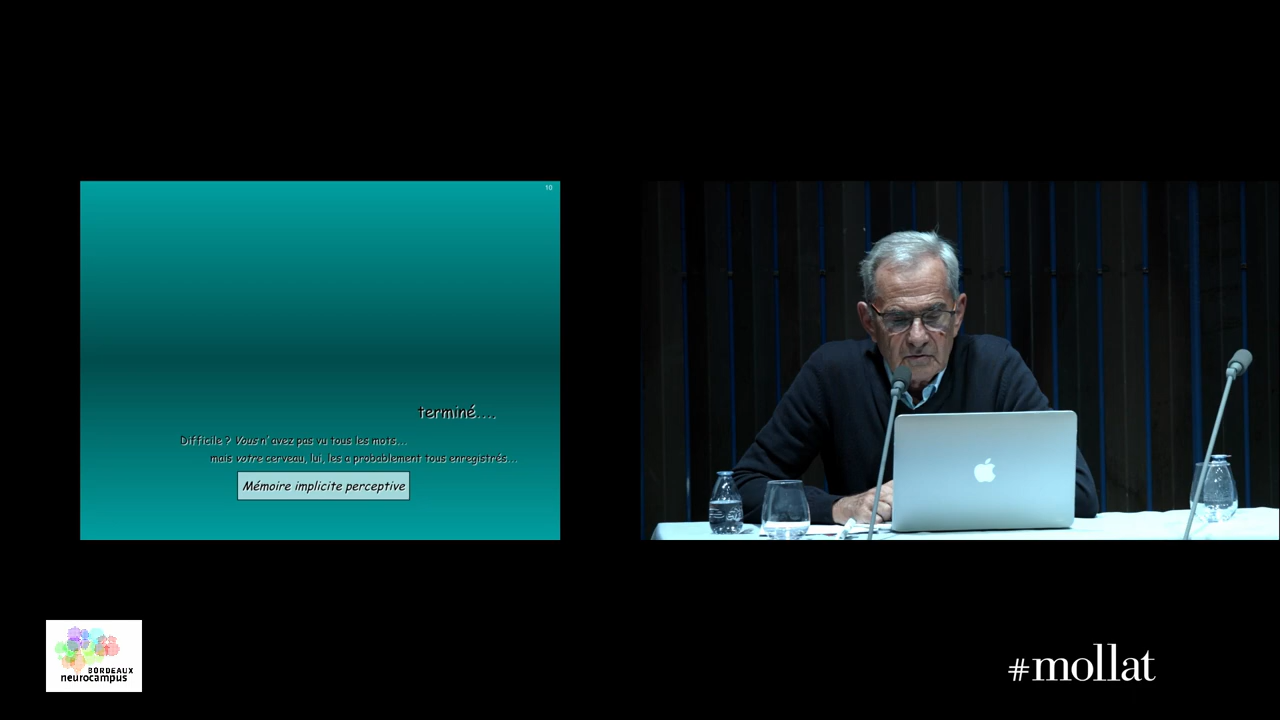 10
terminé....
Difficile ? Vous n' avez pas vu tous les mots...
mais votre cerveau, lui, les a probablement tous enregistrés...
Mémoire implicite perceptive
BORDEAUX
neurocampus
#mollat